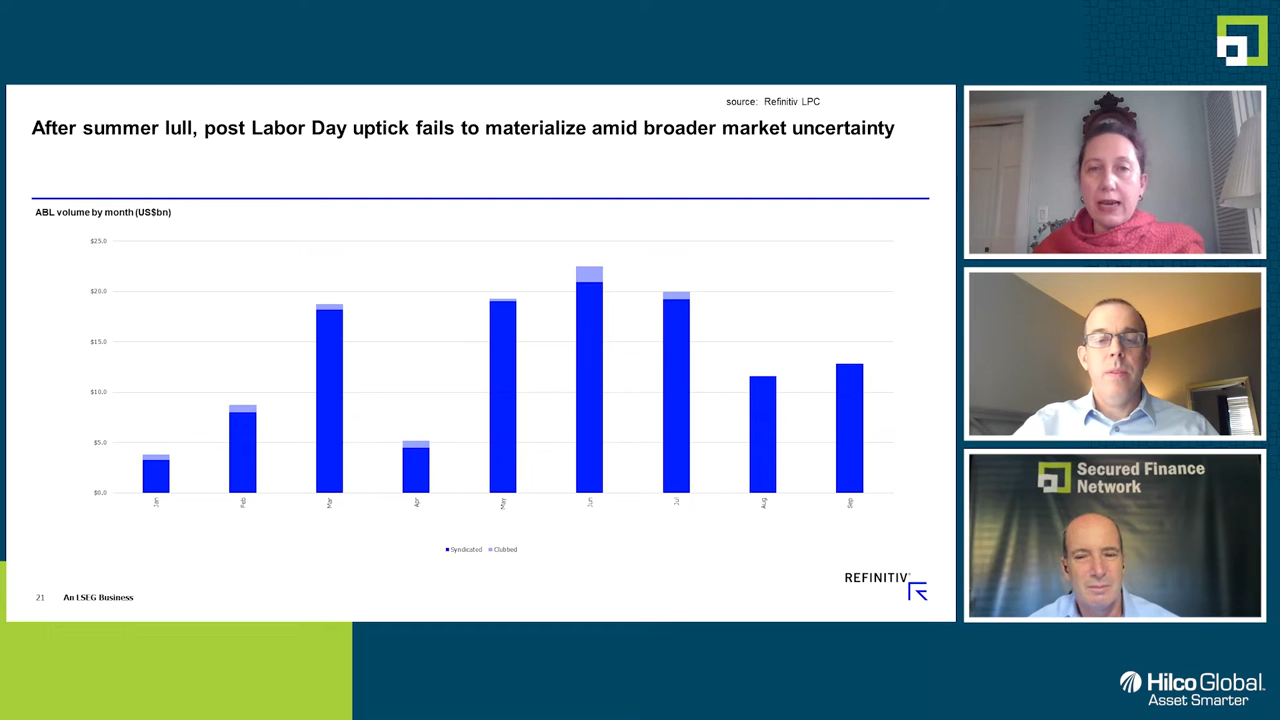 source: Refinitiv LPC
After summer lull, post Labor Day uptick fails to materialize amid broader market uncertainty
ABL volume by month (US$bn)
$25.0
$20.0
$15.0
$10.0
$5.0
$0.0
Jan
Feb
Mar
Apr
May
Jun
Jul
Aug
Sep
Syndicated Clubbed
REFINITIV
21 An LSEG Business
Secured Finance
Network
Hilco Global
Asset Smarter